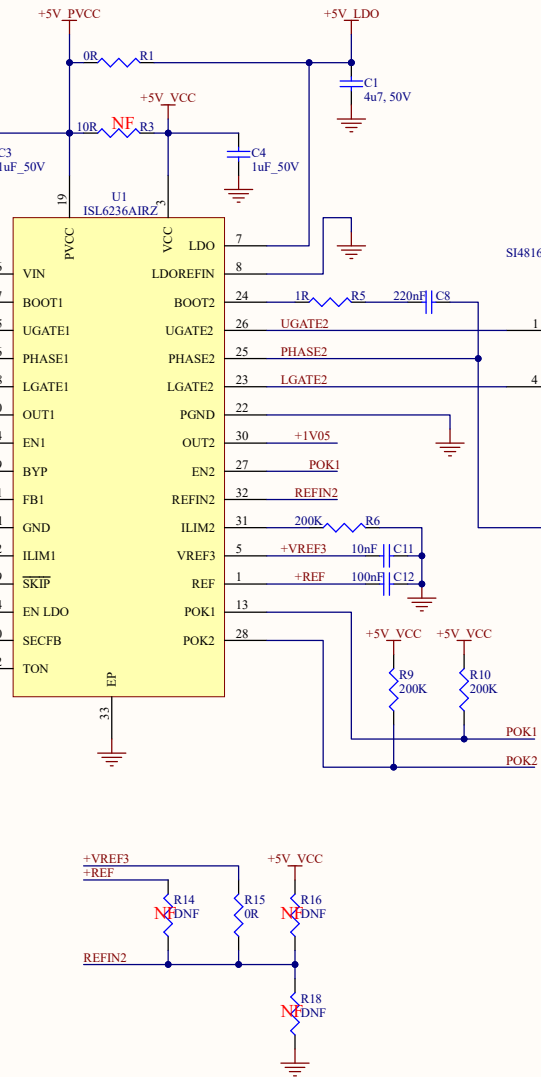 +5V_PVCC
+5V_LDO
0R R1
C1
4u7, 50V
+5V_VCC
10R NF R3
C3
1uF_50V
C4
1uF_50V
U1
ISL6236AIRZ
19
3
PVCC
VCC
LDO 7
VIN LDOREFIN 8
BOOT1 BOOT2 24 1R R5 220nF C8
SI4816
UGATE1 UGATE2 26 UGATE2 1
PHASE1 PHASE2 25 PHASE2
LGATE1 LGATE2 23 LGATE2 4
OUT1 PGND 22
EN1 OUT2 30 +1V05
BYP EN2 27 POK1
FB1 REFIN2 32 REFIN2
GND ILIM2 31 200K R6
ILIM1 VREF3 5 +VREF3 10nF C11
SKIP REF 1 +REF 100nF C12
EN LDO POK1 13
SECFB POK2 28
TON
EP
33
+5V_VCC +5V_VCC
R9
200K
R10
200K
POK1
POK2
+VREF3
+REF
+5V_VCC
R14
NF DNF
R15
0R
R16
NF DNF
REFIN2
R18
NF DNF